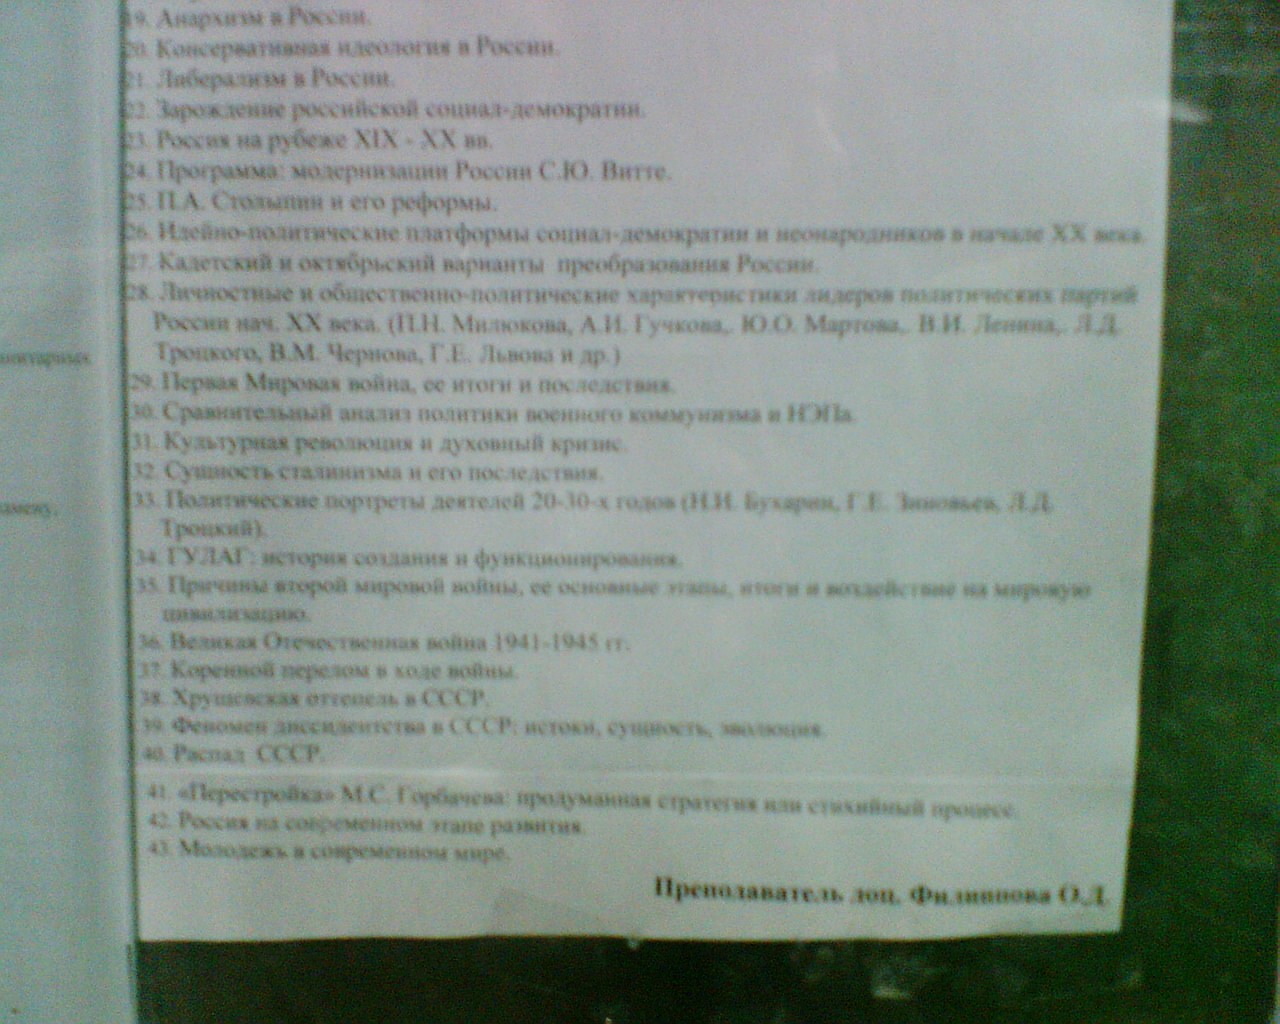 19. Анархизм в России.
20. Консервативная идеология в России.
21. Либерализм в России.
22. Зарождение российской социал-демократии.
23. Россия на рубеже XIX - XX вв.
24. Программа: модернизации России С.Ю. Витте.
25. П.А. Столыпин и его реформы.
26. Идейно-политические платформы социал-демократии и неонародников в начале XX века.
27. Кадетский и октябрьский варианты преобразования России.
28. Личностные и общественно-политические характеристики лидеров политических партий
России нач. XX века. (П.Н. Милюкова, А.И. Гучкова,. Ю.О. Мартова,. В.И. Ленина,. Л.Д.
Троцкого, В.М. Чернова, Г.Е. Львова и др.)
29. Первая Мировая война, ее итоги и последствия.
30. Сравнительный анализ политики военного коммунизма и НЭПа.
31. Культурная революция и духовный кризис.
32. Сущность сталинизма и его последствия.
33. Политические портреты деятелей 20-30-х годов (Н.И. Бухарин, Г.Е. Зиновьев, Л.Д.
Троцкий).
34. ГУЛАГ: история создания и функционирования.
35. Причины второй мировой войны, ее основные этапы, итоги и воздействие на мировую
цивилизацию.
36. Великая Отечественная война 1941-1945 гг.
37. Коренной перелом в ходе войны.
38. Хрущевская оттепель в СССР.
39. Феномен диссидентства в СССР: истоки, сущность, эволюция.
40. Распад СССР.
41. «Перестройка» М.С. Горбачева: продуманная стратегия или стихийный процесс.
42. Россия на современном этапе развития.
43. Молодежь в современном мире.
Преподаватель доц. Филиппова О.Д.